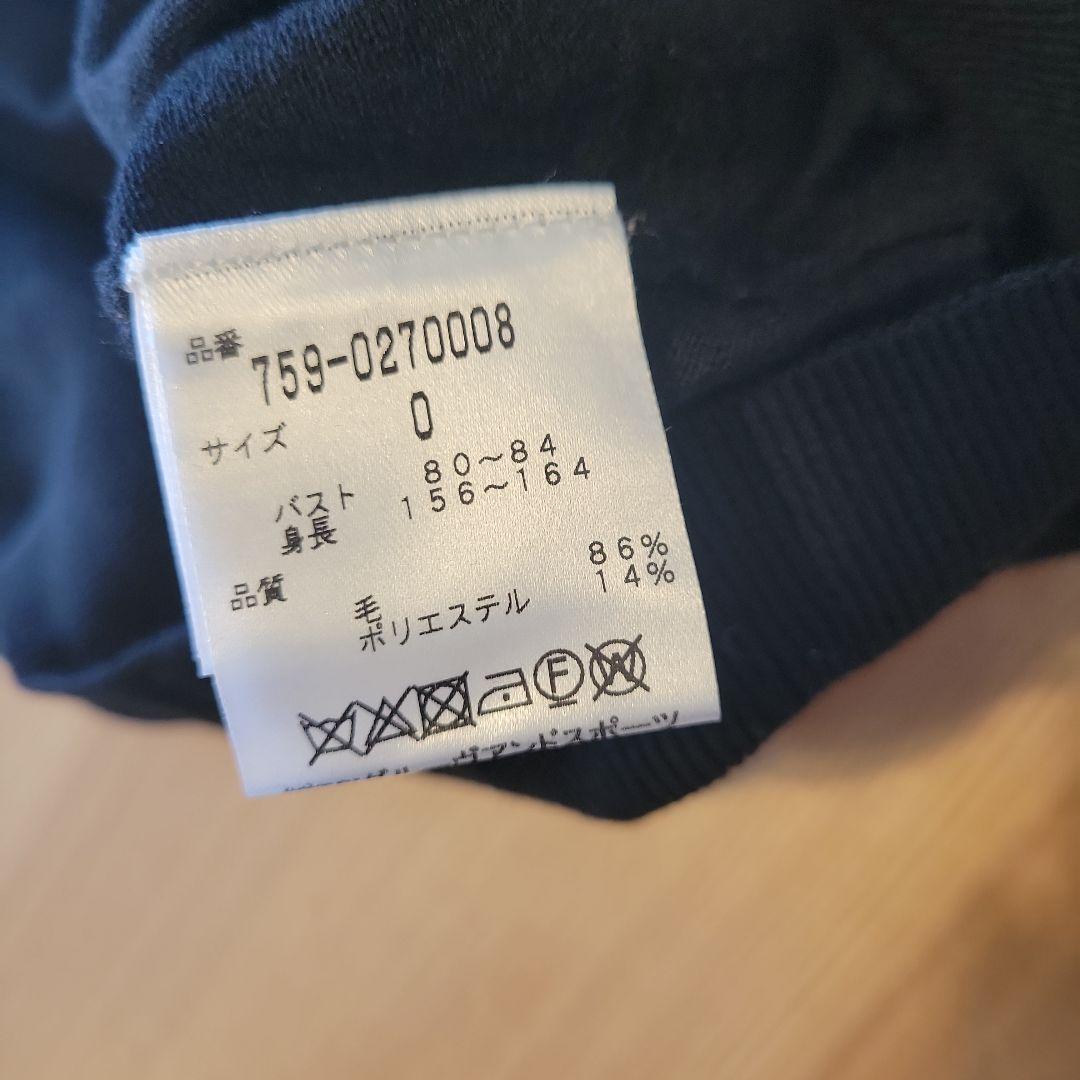 品番 759-0270008
サイズ 0
バスト 80～84
身長 156～164
品質
毛 86%
ポリエステル 14%
F W